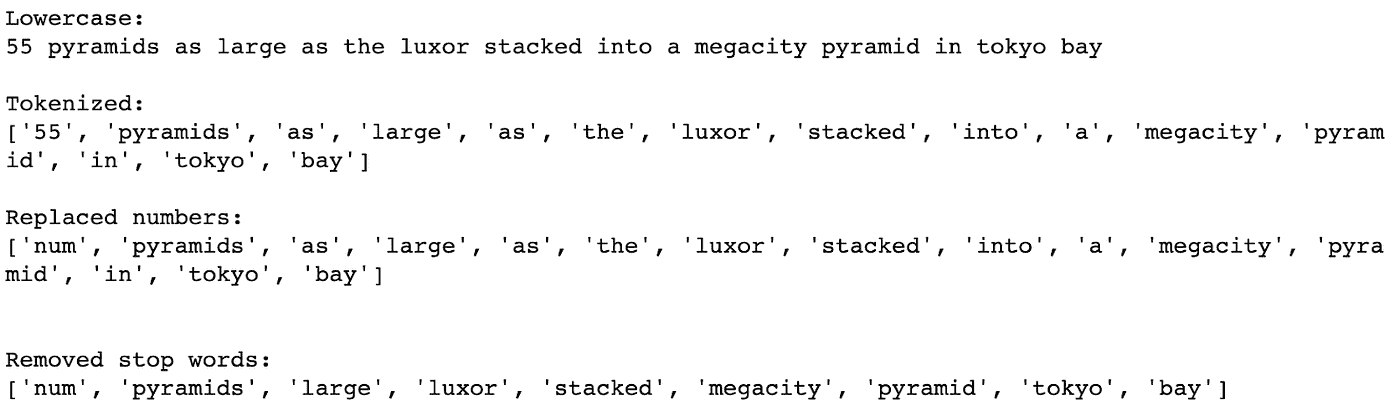 Lowercase:
55 pyramids as large as the luxor stacked into a megacity pyramid in tokyo bay
Tokenized:
['55', 'pyramids', 'as', 'large', 'as', 'the', 'luxor', 'stacked', 'into', 'a', 'megacity', 'pyram
id', 'in', 'tokyo', 'bay']
Replaced numbers:
['num', 'pyramids', 'as', 'large', 'as', 'the', 'luxor', 'stacked', 'into', 'a', 'megacity', 'pyra
mid', 'in', 'tokyo', 'bay']
Removed stop words:
['num', 'pyramids', 'large', 'luxor', 'stacked', 'megacity', 'pyramid', 'tokyo', 'bay']